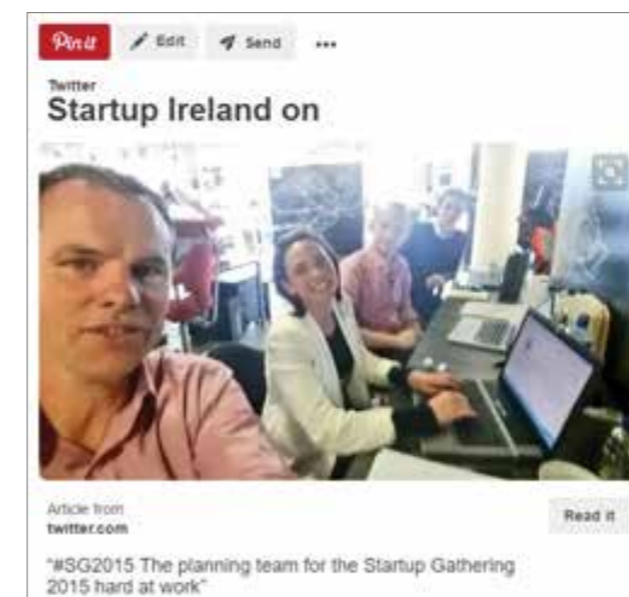 Pin it Edit Send •••
Twitter
Startup Ireland on
Article from
twitter.com
Read it
"#SG2015 The planning team for the Startup Gathering
2015 hard at work"